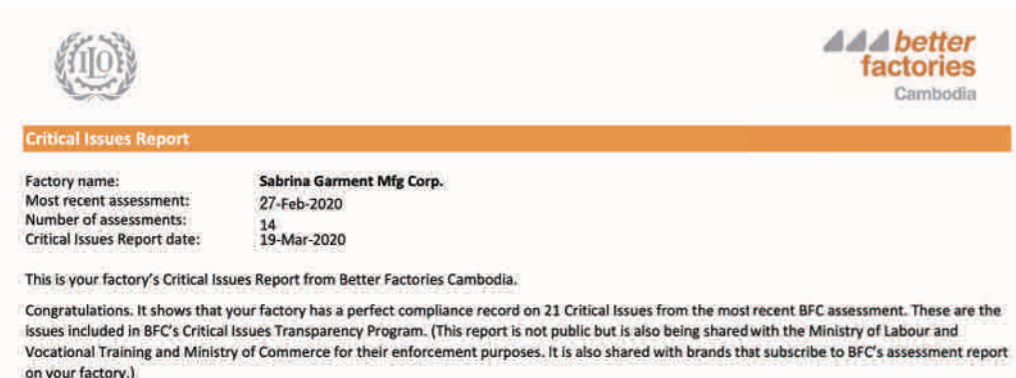 ILO
better
factories
Cambodia
Critical Issues Report
Factory name: Sabrina Garment Mfg Corp.
Most recent assessment: 27-Feb-2020
Number of assessments: 14
Critical Issues Report date: 19-Mar-2020
This is your factory's Critical Issues Report from Better Factories Cambodia.
Congratulations. It shows that your factory has a perfect compliance record on 21 Critical Issues from the most recent BFC assessment. These are the
issues included in BFC's Critical Issues Transparency Program. (This report is not public but is also being shared with the Ministry of Labour and
Vocational Training and Ministry of Commerce for their enforcement purposes. It is also shared with brands that subscribe to BFC's assessment report
on your factory.)